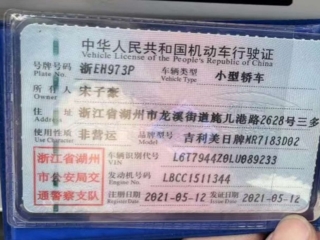 中华人民共和国机动车行驶证
Vehicle License of the People's Republic of China
号牌号码 浙EH973P 车辆类型 小型轿车
Plate No. Vehicle Type
所有人 宋子豪
Owner
住址 浙江省湖州市龙溪街道施儿港路2628号三多
Address
使用性质 非营运 品牌型号 吉利美日牌MR7183D02
Use Character Model
浙江省湖州
市公安局交
通警察支队
车辆识别代号 L6T7944Z0LU089233
VIN
发动机号码 LBCC1511344
Engine No.
注册日期 2021-05-12 发证日期 2021-05-12
Register Date Issue Date